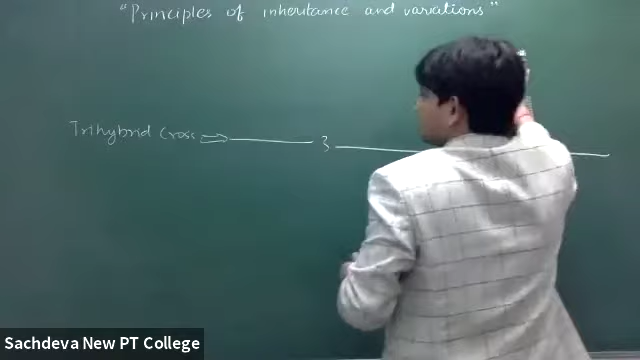 "Principles of inheritance and variations"
Trihybrid Cross ⇒ ——— 3 ———
Sachdeva New PT College